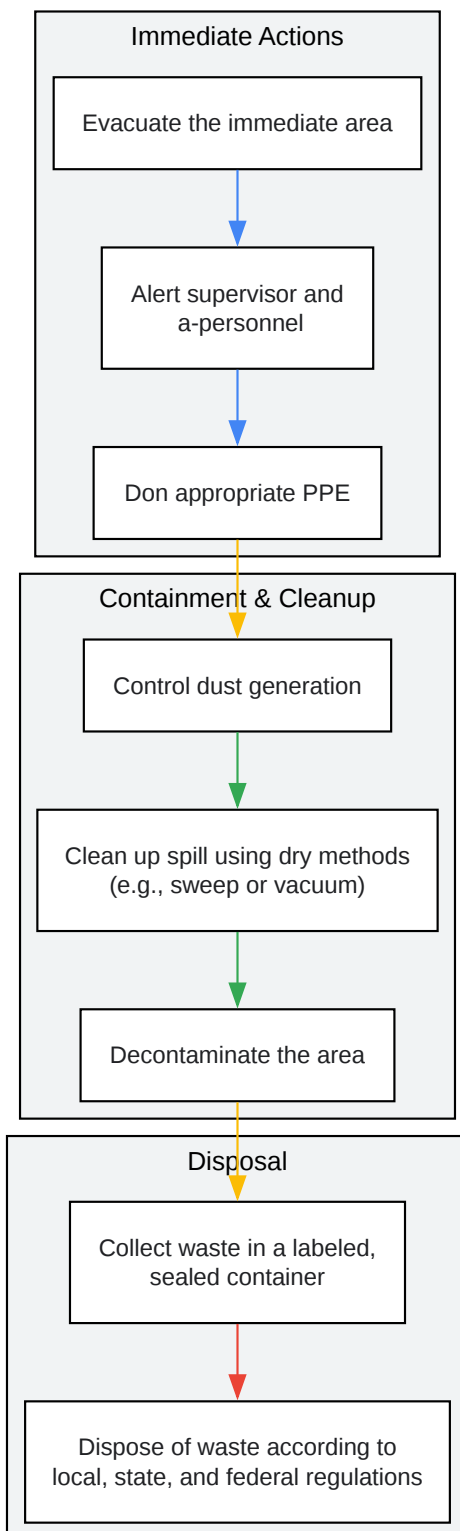 Immediate Actions
Evacuate the immediate area
Alert supervisor and
a-personnel
Don appropriate PPE
Containment & Cleanup
Control dust generation
Clean up spill using dry methods
(e.g., sweep or vacuum)
Decontaminate the area
Disposal
Collect waste in a labeled,
sealed container
Dispose of waste according to
local, state, and federal regulations